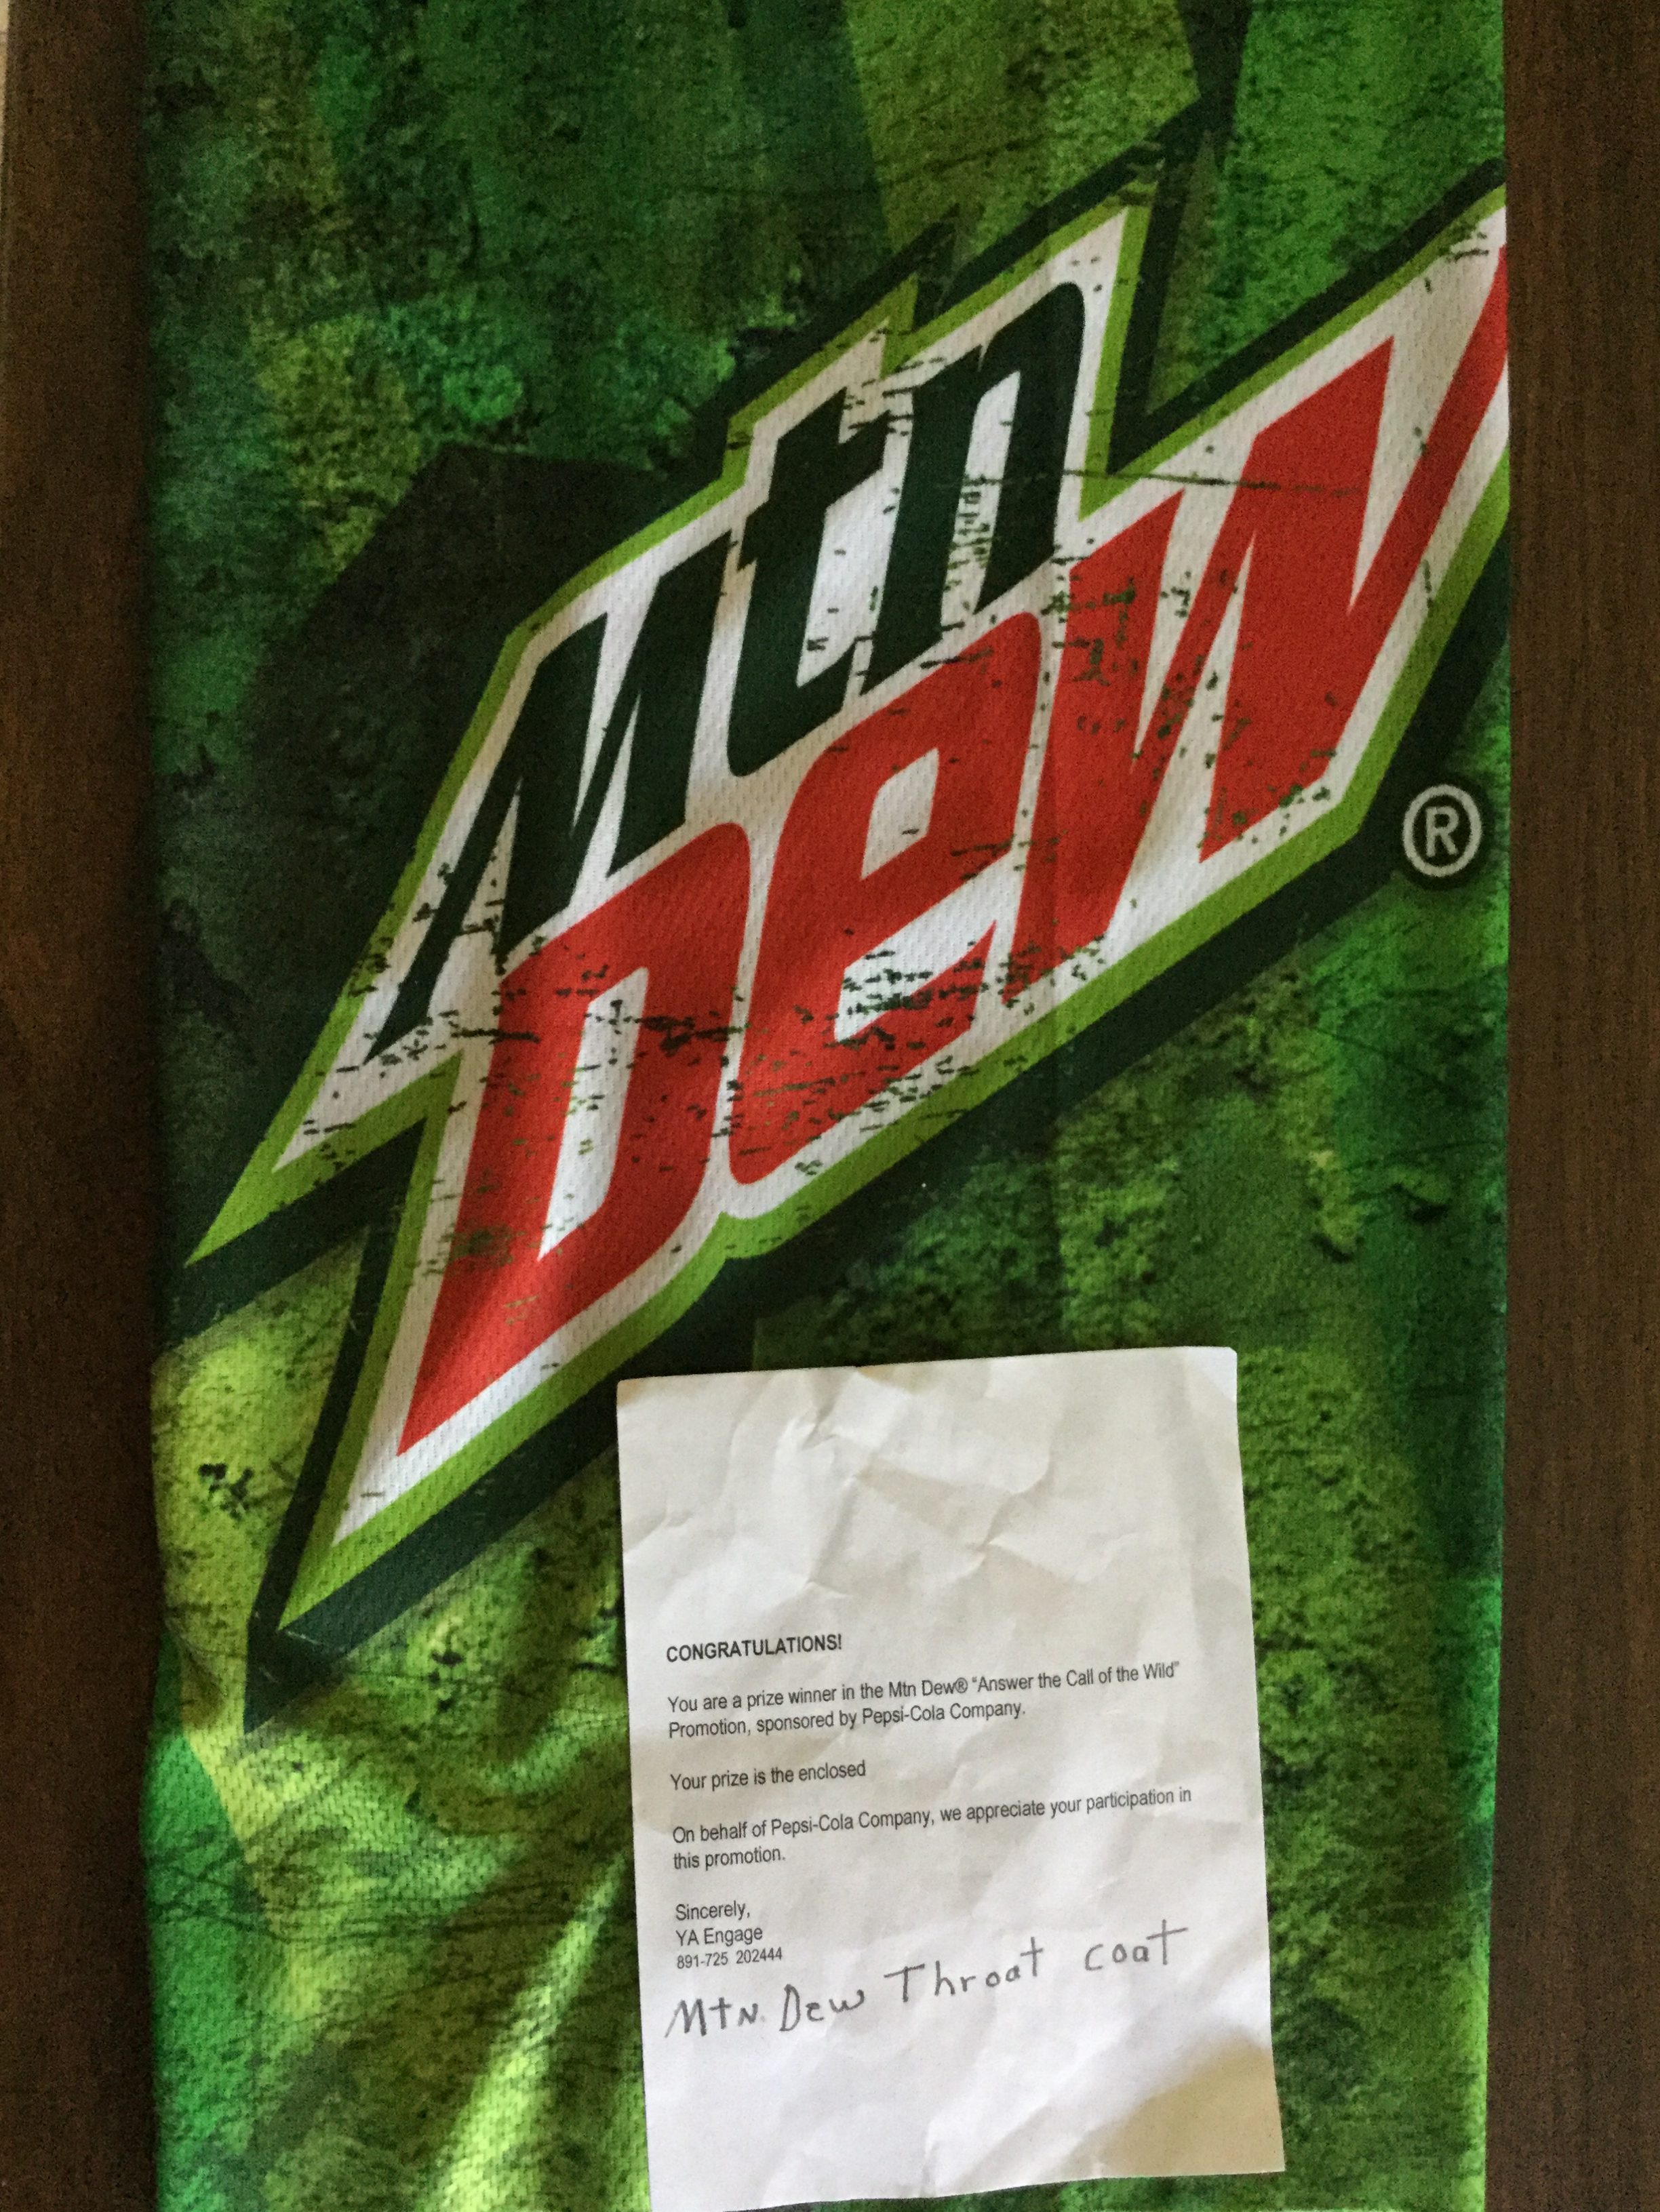 Mtn
Dew
®
CONGRATULATIONS!
You are a prize winner in the Mtn Dew® "Answer the Call of the Wild"
Promotion, sponsored by Pepsi-Cola Company.
Your prize is the enclosed
On behalf of Pepsi-Cola Company, we appreciate your participation in
this promotion.
Sincerely,
YA Engage
891-725 202444
Mtn. Dew Throat coat